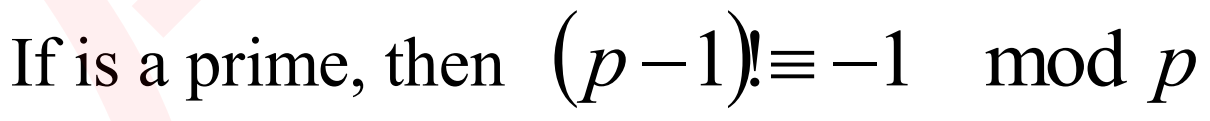 If is a prime, then (p−1)!≡ −1 mod p